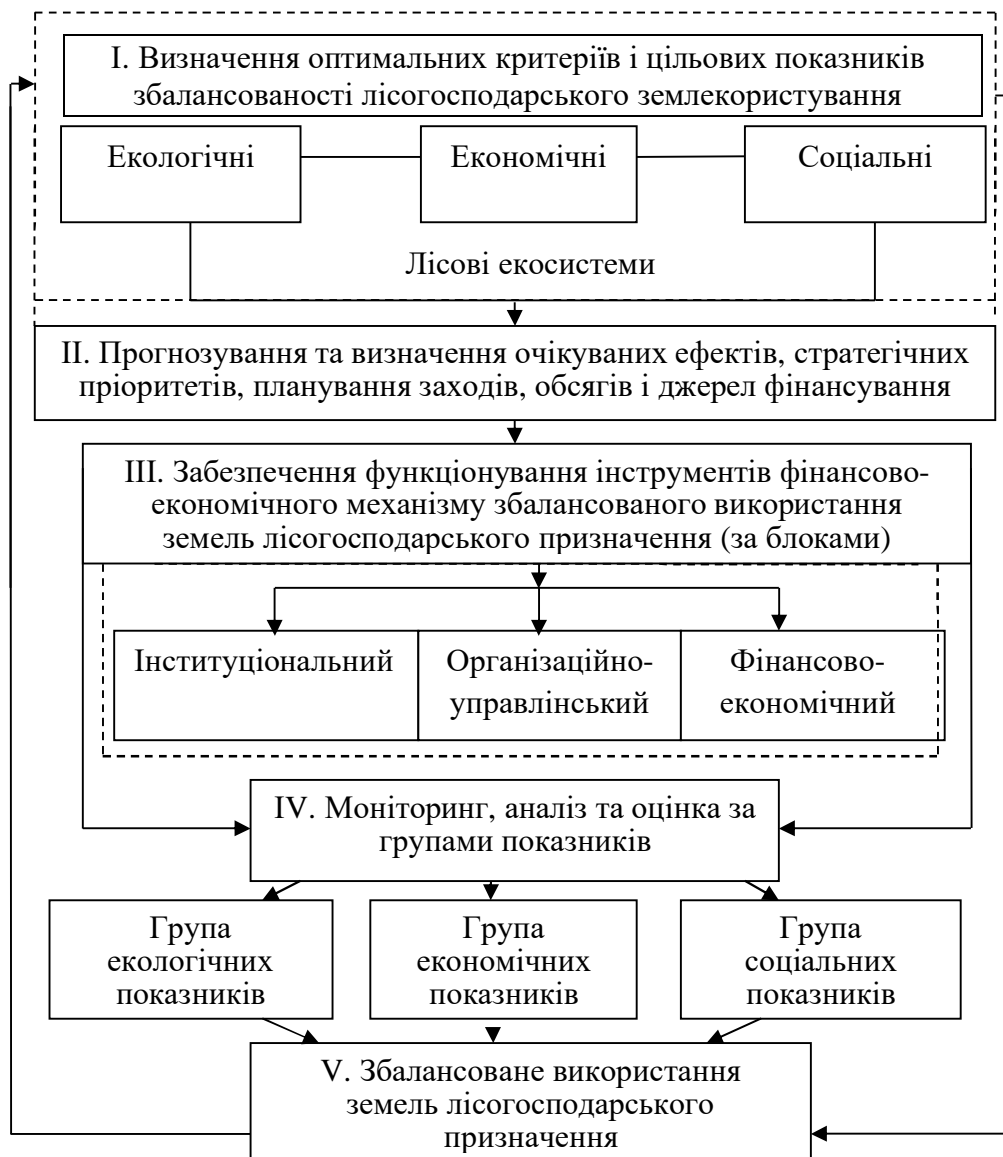 I. Визначення оптимальних критеріїв і цільових показників
збалансованості лісогосподарського землекористування
Екологічні
Економічні
Соціальні
Лісові екосистеми
II. Прогнозування та визначення очікуваних ефектів, стратегічних
пріоритетів, планування заходів, обсягів і джерел фінансування
III. Забезпечення функціонування інструментів фінансово-
економічного механізму збалансованого використання
земель лісогосподарського призначення (за блоками)
Інституціональний
Організаційно-
управлінський
Фінансово-
економічний
IV. Моніторинг, аналіз та оцінка за
групами показників
Група
екологічних
показників
Група
економічних
показників
Група
соціальних
показників
V. Збалансоване використання
земель лісогосподарського
призначення